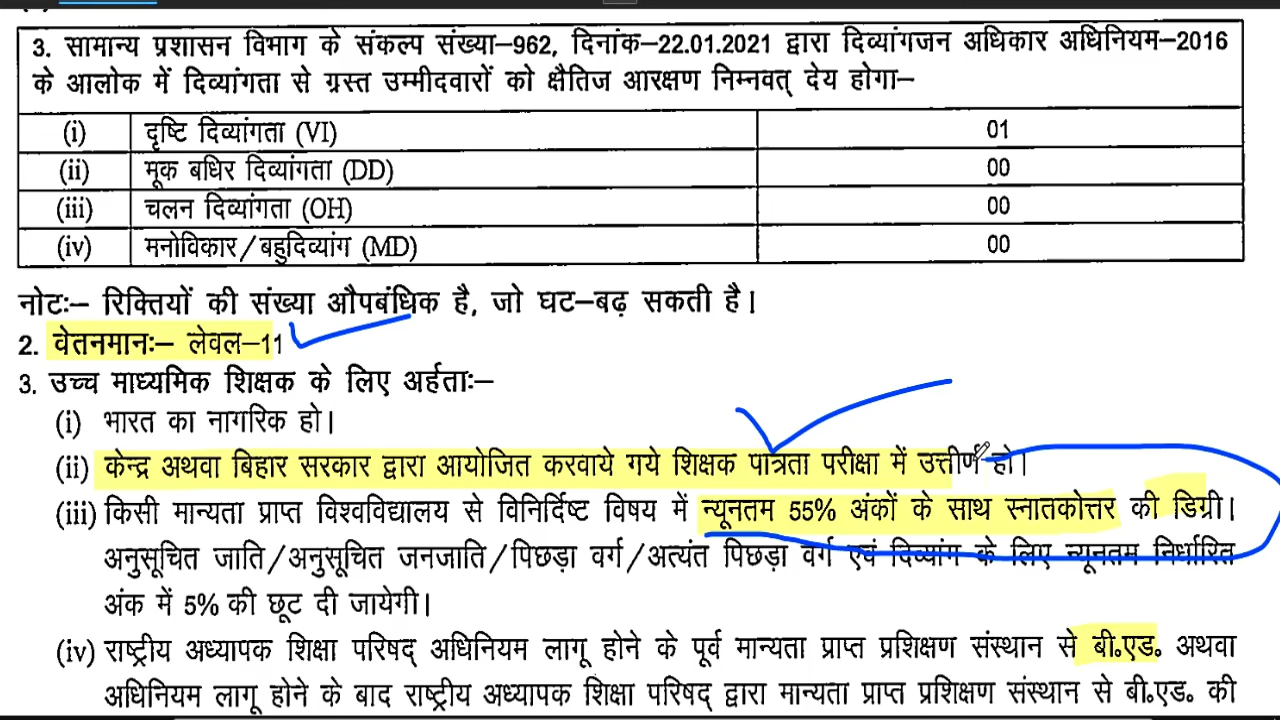 3. सामान्य प्रशासन विभाग के संकल्प संख्या–962, दिनांक–22.01.2021 द्वारा दिव्यांगजन अधिकार अधिनियम–2016
के आलोक में दिव्यांगता से ग्रस्त उम्मीदवारों को क्षैतिज आरक्षण निम्नवत् देय होगा–
(i) दृष्टि दिव्यांगता (VI) 01
(ii) मूक बधिर दिव्यांगता (DD) 00
(iii) चलन दिव्यांगता (OH) 00
(iv) मनोविकार/बहुदिव्यांग (MD) 00
नोटः– रिक्तियों की संख्या औपबंधिक है, जो घट–बढ़ सकती है।
2. वेतनमानः– लेवल–11
3. उच्च माध्यमिक शिक्षक के लिए अर्हताः–
(i) भारत का नागरिक हो।
(ii) केन्द्र अथवा बिहार सरकार द्वारा आयोजित करवाये गये शिक्षक पात्रता परीक्षा में उत्तीर्ण हो।
(iii) किसी मान्यता प्राप्त विश्वविद्यालय से विनिर्दिष्ट विषय में न्यूनतम 55% अंकों के साथ स्नातकोत्तर की डिग्री।
अनुसूचित जाति/अनुसूचित जनजाति/पिछड़ा वर्ग/अत्यंत पिछड़ा वर्ग एवं दिव्यांग के लिए न्यूनतम निर्धारित
अंक में 5% की छूट दी जायेगी।
(iv) राष्ट्रीय अध्यापक शिक्षा परिषद् अधिनियम लागू होने के पूर्व मान्यता प्राप्त प्रशिक्षण संस्थान से बी०एड० अथवा
अधिनियम लागू होने के बाद राष्ट्रीय अध्यापक शिक्षा परिषद् द्वारा मान्यता प्राप्त प्रशिक्षण संस्थान से बी०एड० की